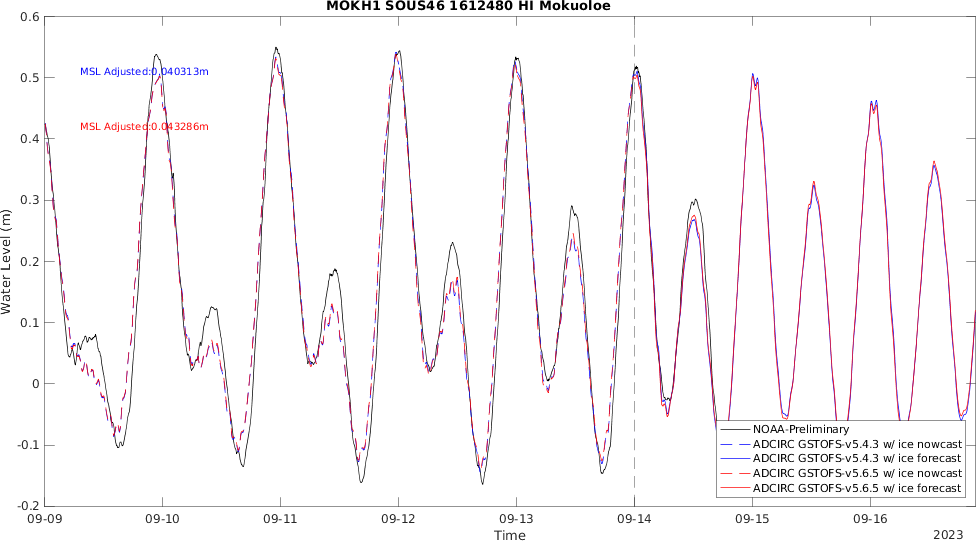 MOKH1 SOUS46 1612480 HI Mokuoloe
0.6
0.5
0.4
0.3
0.2
0.1
0
-0.1
-0.2
Water Level (m)
MSL Adjusted:0.040313m
MSL Adjusted:0.043286m
NOAA-Preliminary
ADCIRC GSTOFS-v5.4.3 w/ ice nowcast
ADCIRC GSTOFS-v5.4.3 w/ ice forecast
ADCIRC GSTOFS-v5.6.5 w/ ice nowcast
ADCIRC GSTOFS-v5.6.5 w/ ice forecast
09-09 09-10 09-11 09-12 09-13 09-14 09-15 09-16
Time
2023